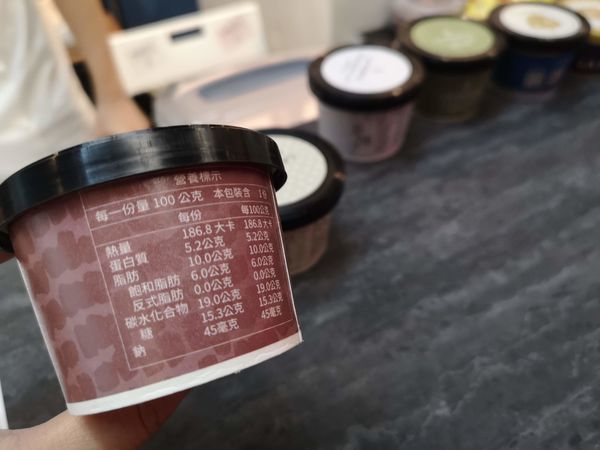 營養標示
每一份量 100 公克 本包裝含 1 份
每份 每100公克
熱量 186.8 大卡 186.8 大卡
蛋白質 5.2公克 5.2公克
脂肪 10.0公克 10.0公克
飽和脂肪 6.0公克 6.0公克
反式脂肪 0.0公克 0.0公克
碳水化合物 19.0公克 19.0公克
糖 15.3公克 15.3公克
鈉 45毫克 45毫克